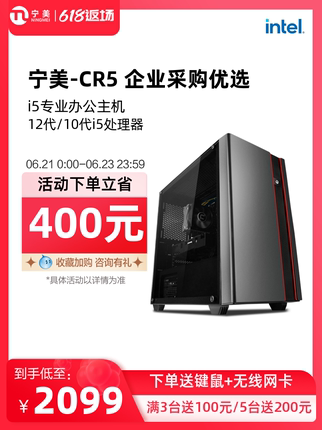 宁美 618返场 intel.
NINGMEI
宁美-CR5 企业采购优选
i5专业办公主机
12代/10代i5处理器
06.21 0:00-06.23 23:59
活动下单立省
400元
收藏加购 咨询有礼
*具体活动以详情为准
到手价低至:
¥2099
下单送键鼠+无线网卡
满3台送100元/5台送200元